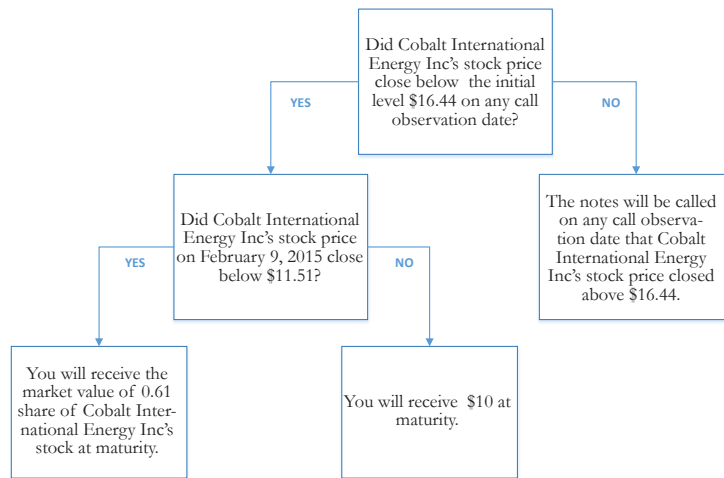 Did Cobalt International
Energy Inc's stock price
close below the initial
level $16.44 on any call
observation date?
YES
NO
Did Cobalt International
Energy Inc's stock price
on February 9, 2015 close
below $11.51?
The notes will be called
on any call observa-
tion date that Cobalt
International Energy
Inc's stock price closed
above $16.44.
YES
NO
You will receive the
market value of 0.61
share of Cobalt Inter-
national Energy Inc's
stock at maturity.
You will receive $10 at
maturity.